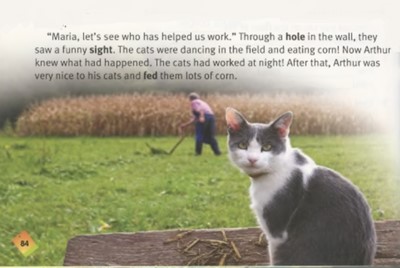 "Maria, let's see who has helped us work." Through a hole in the wall, they
saw a funny sight. The cats were dancing in the field and eating corn! Now Arthur
knew what had happened. The cats had worked at night! After that, Arthur was
very nice to his cats and fed them lots of corn.
84